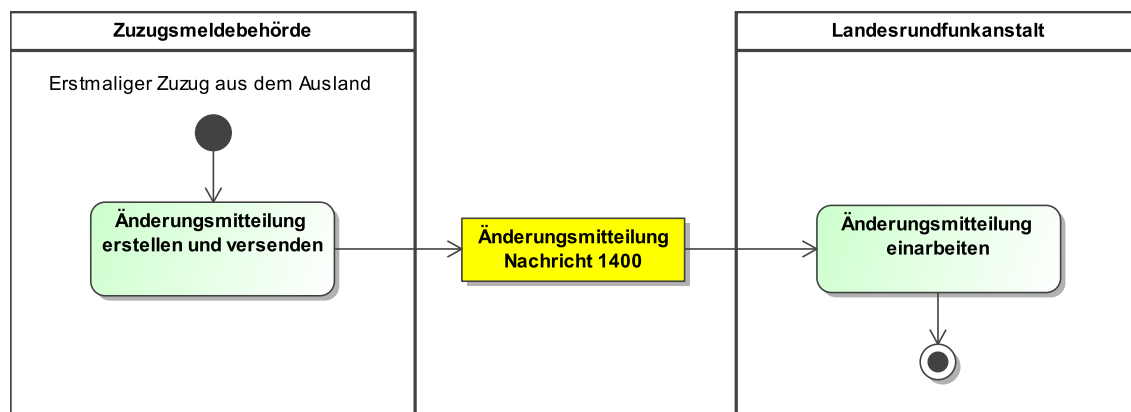 Zuzugsmeldebehörde
Landesrundfunkanstalt
Erstmaliger Zuzug aus dem Ausland
Änderungsmitteilung
erstellen und versenden
Änderungsmitteilung
Nachricht 1400
Änderungsmitteilung
einarbeiten